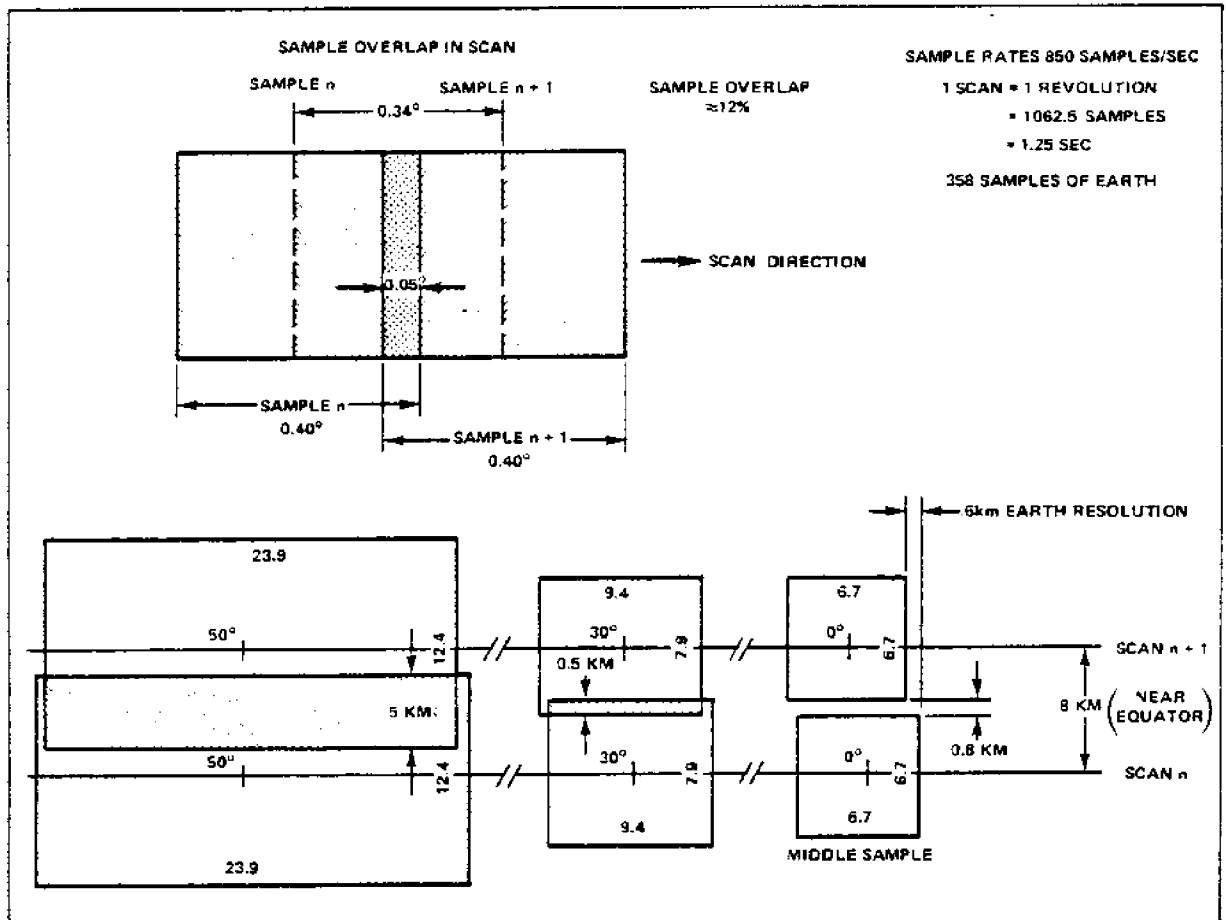 SAMPLE OVERLAP IN SCAN
SAMPLE n
SAMPLE n + 1
0.34°
SAMPLE OVERLAP
≈12%
SAMPLE RATES 850 SAMPLES/SEC
1 SCAN = 1 REVOLUTION
= 1062.5 SAMPLES
= 1.25 SEC
358 SAMPLES OF EARTH
SCAN DIRECTION
0.05°
SAMPLE n
0.40°
SAMPLE n + 1
0.40°
.6km EARTH RESOLUTION
23.9
9.4
6.7
50°
12.4
30°
7.9
0°
6.7
SCAN n + 1
0.5 KM
5 KM
8 KM (NEAR EQUATOR)
0.8 KM
50°
12.4
30°
7.9
0°
6.7
SCAN n
23.9
9.4
6.7
MIDDLE SAMPLE